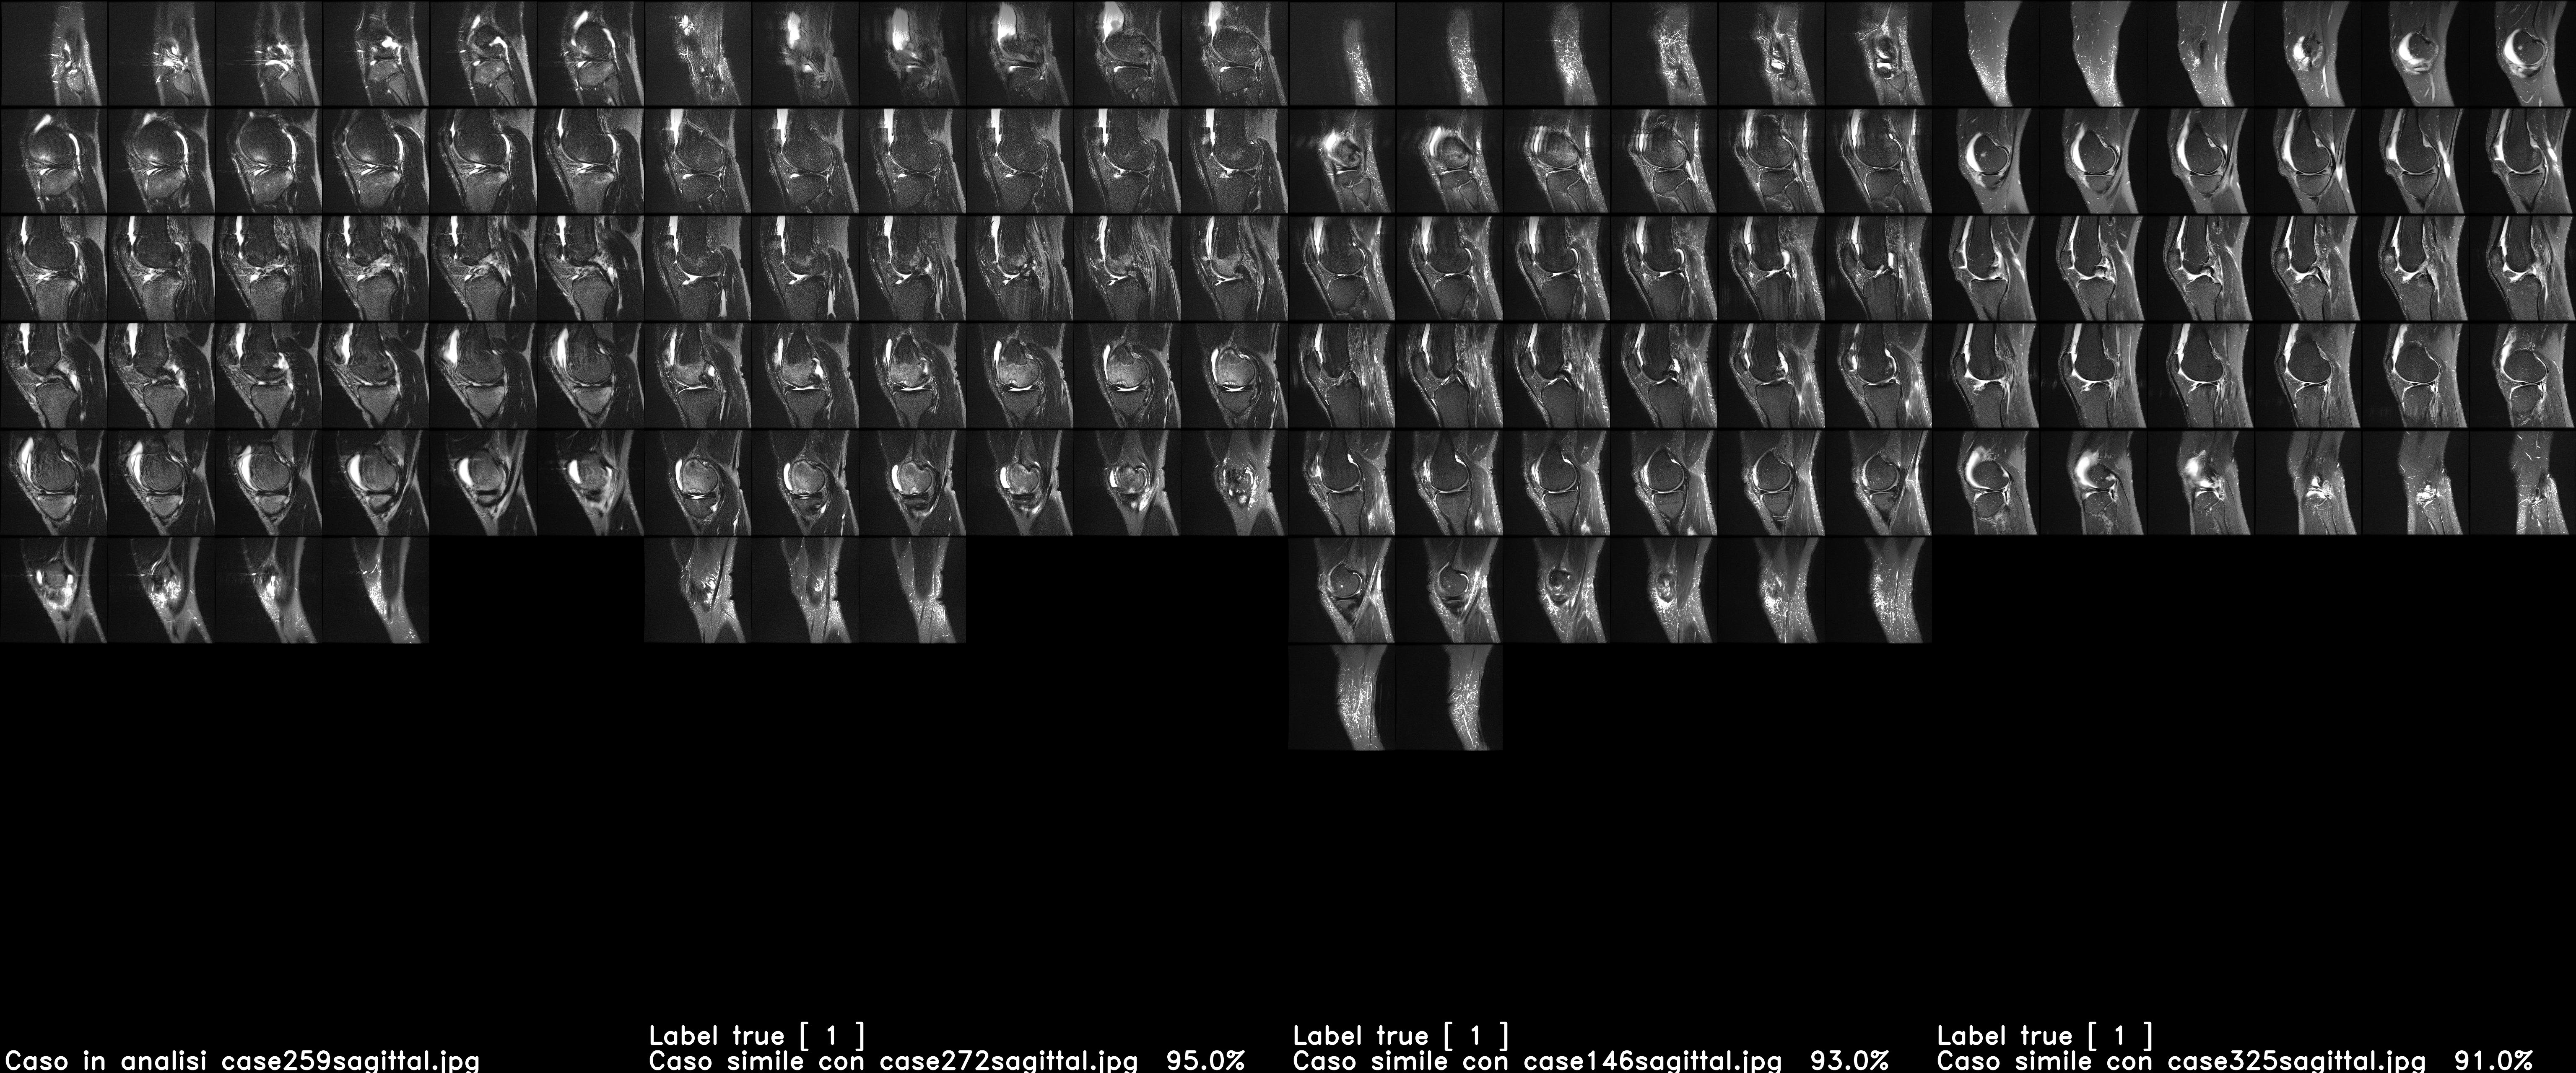 Caso in analisi case259sagittal.jpg
Label true [ 1 ]
Caso simile con case272sagittal.jpg 95.0%
Label true [ 1 ]
Caso simile con case146sagittal.jpg 93.0%
Label true [ 1 ]
Caso simile con case325sagittal.jpg 91.0%